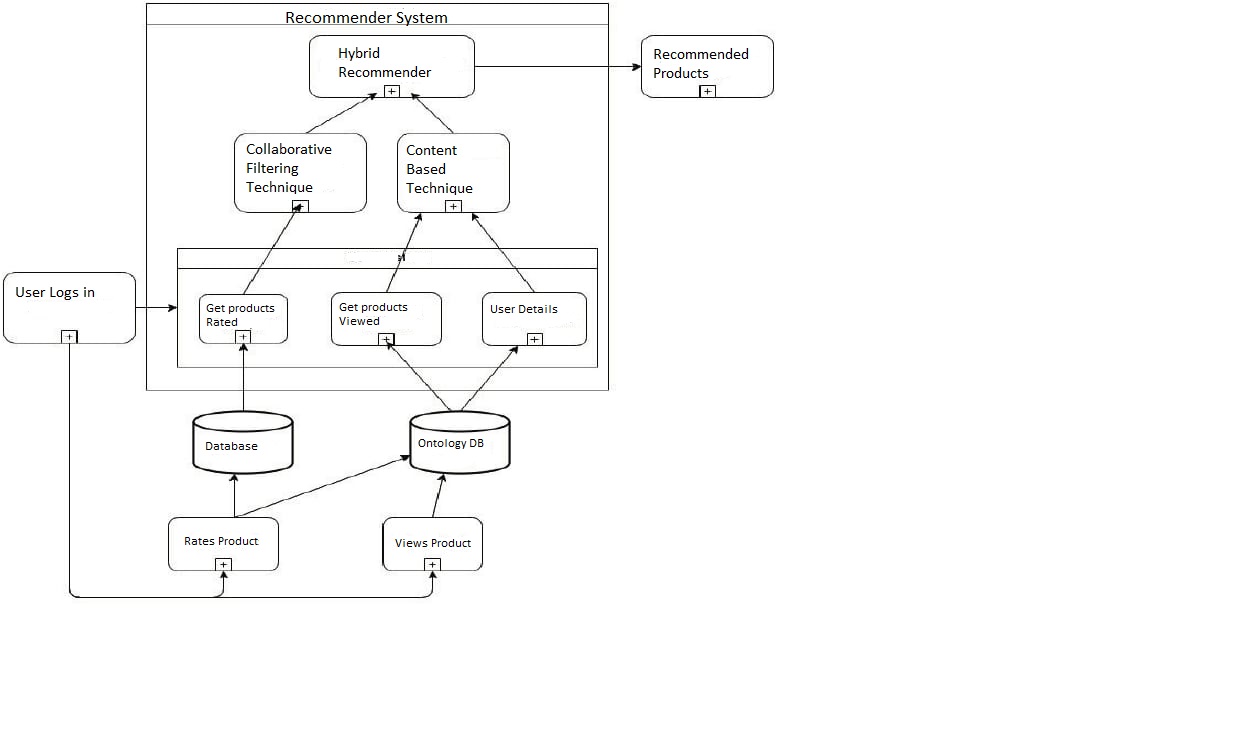 Recommender System
Hybrid
Recommender
Recommended
Products
Collaborative
Filtering
Technique
Content
Based
Technique
User Logs in
Get products
Rated
Get products
Viewed
User Details
Database
Ontology DB
Rates Product
Views Product